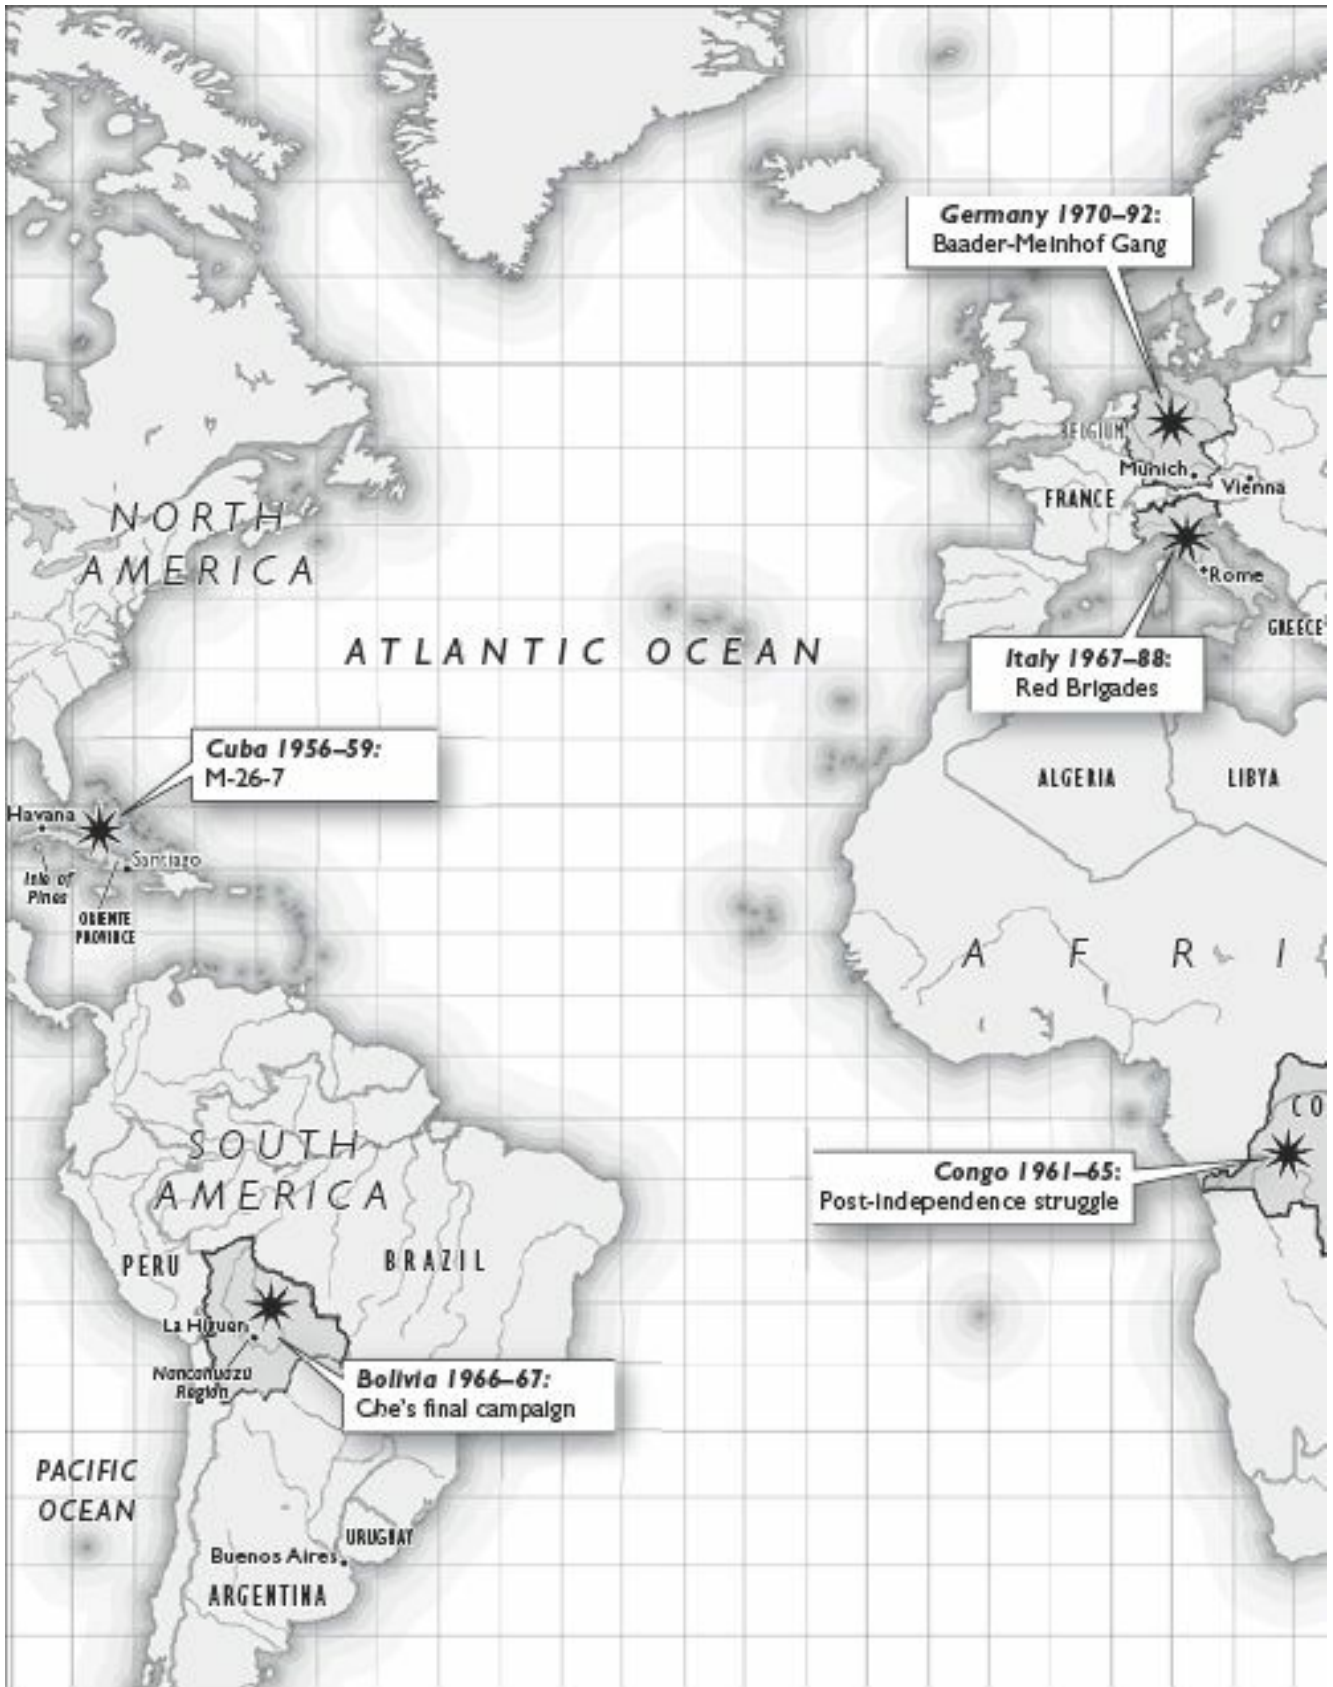 Germany 1970–92:
Baader-Meinhof Gang
BELGIUM
Munich
Vienna
FRANCE
NORTH
AMERICA
Rome
GREECE
ATLANTIC OCEAN
Italy 1967–88:
Red Brigades
Cuba 1956–59:
M-26-7
ALGERIA
LIBYA
Havana
Santiago
Isle of
Pines
ORIENTE
PROVINCE
AFRI
CO
SOUTH
AMERICA
Congo 1961–65:
Post-independence struggle
PERU
BRAZIL
La Higuera
Nancahuazú
Region
Bolivia 1966–67:
Che's final campaign
PACIFIC
OCEAN
URUGUAY
Buenos Aires
ARGENTINA